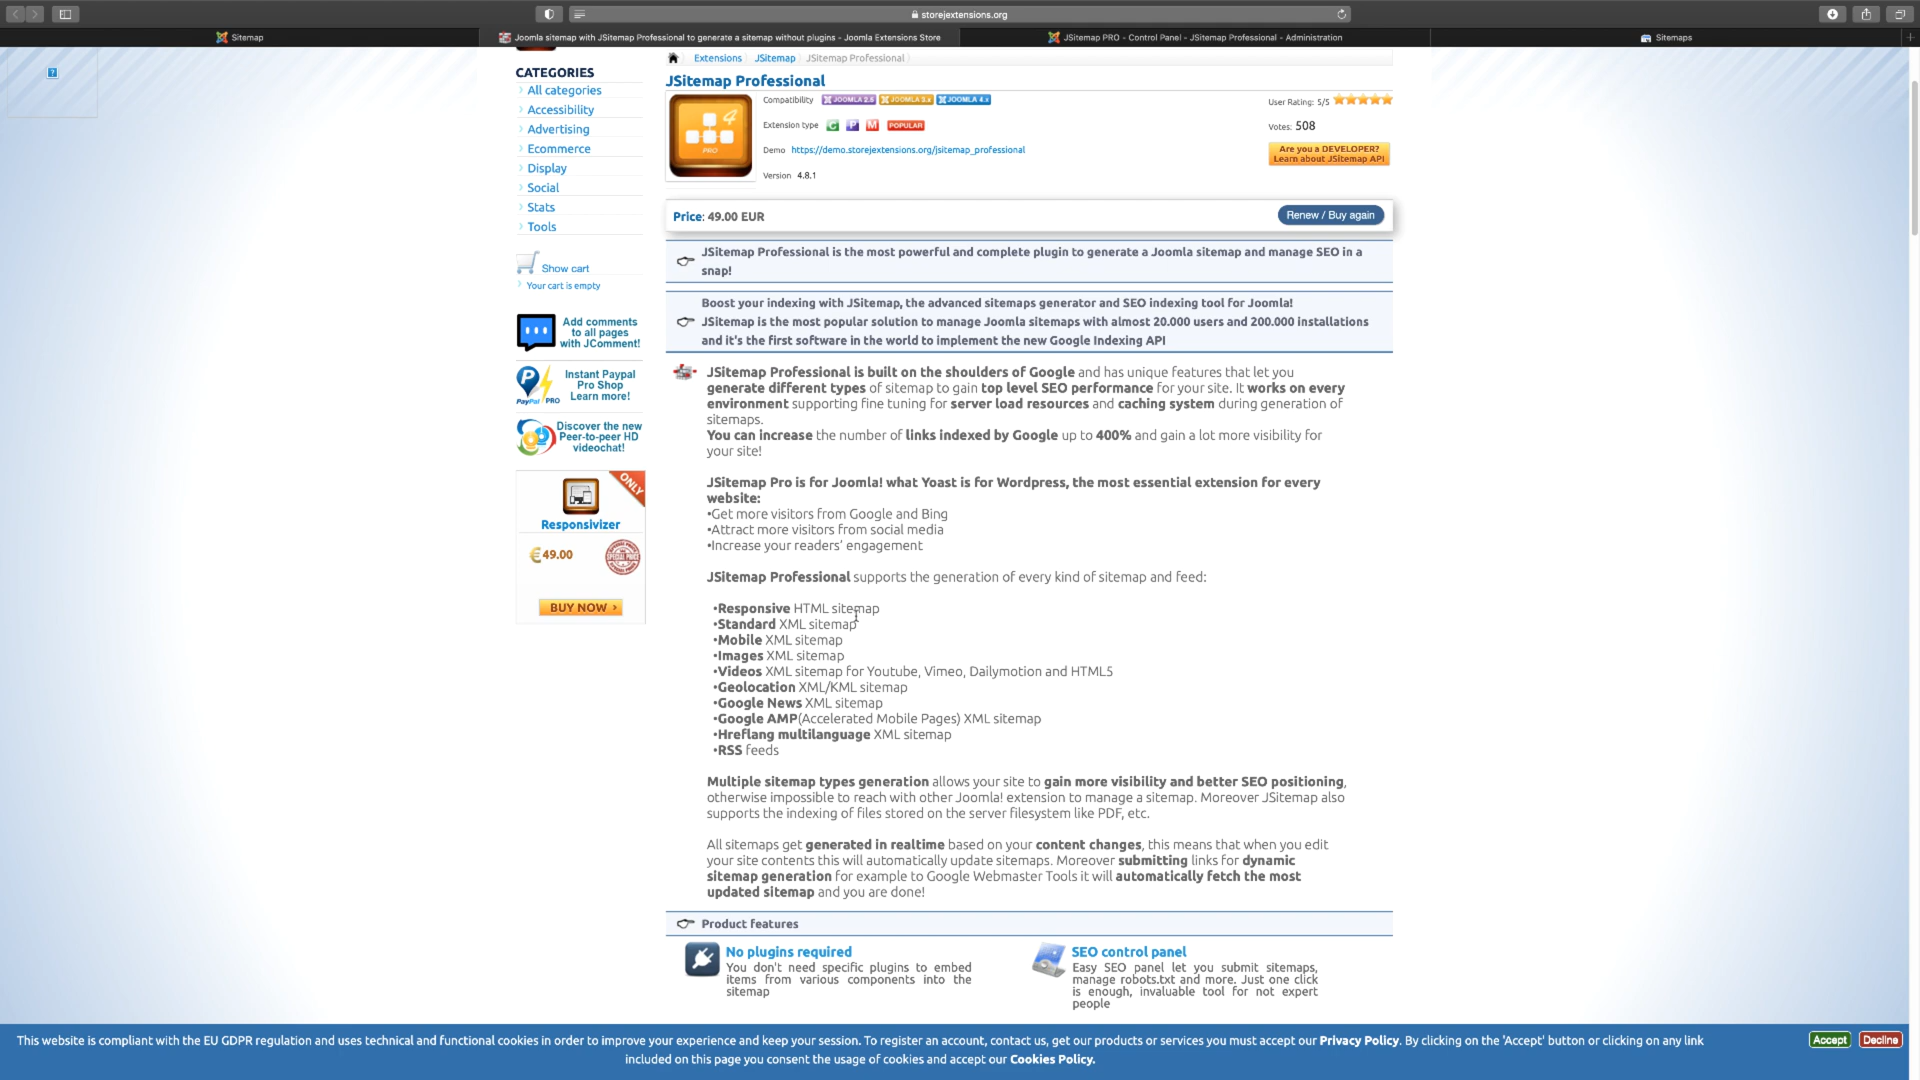 storejextensions.org
Sitemap
Joomla sitemap with JSitemap Professional to generate a sitemap without plugins - Joomla Extensions Store
JSitemap PRO - Control Panel - JSitemap Professional - Administration
Sitemaps
CATEGORIES
All categories
Accessibility
Advertising
Ecommerce
Display
Social
Stats
Tools
Show cart
Your cart is empty
Add comments
to all pages
with JComment!
Instant Paypal
Pro Shop
Learn more!
PayPal PRO
Discover the new
Peer-to-peer HD
videochat!
ONLY
Responsivizer
€49.00
SPECIAL PRICE
BUY NOW
Extensions
JSitemap
JSitemap Professional
JSitemap Professional
4
PRO
Compatibility JOOMLA 2.5 JOOMLA 3.x JOOMLA 4.x
Extension type C P M POPULAR
Demo https://demo.storejextensions.org/jsitemap_professional
Version 4.8.1
User Rating: 5/5
Votes: 508
Are you a DEVELOPER?
Learn about JSitemap API
Price: 49.00 EUR
Renew / Buy again
JSitemap Professional is the most powerful and complete plugin to generate a Joomla sitemap and manage SEO in a
snap!
Boost your indexing with JSitemap, the advanced sitemaps generator and SEO indexing tool for Joomla!
JSitemap is the most popular solution to manage Joomla sitemaps with almost 20.000 users and 200.000 installations
and it's the first software in the world to implement the new Google Indexing API
JSitemap Professional is built on the shoulders of Google and has unique features that let you
generate different types of sitemap to gain top level SEO performance for your site. It works on every
environment supporting fine tuning for server load resources and caching system during generation of
sitemaps.
You can increase the number of links indexed by Google up to 400% and gain a lot more visibility for
your site!
JSitemap Pro is for Joomla! what Yoast is for Wordpress, the most essential extension for every
website:
•Get more visitors from Google and Bing
•Attract more visitors from social media
•Increase your readers' engagement
JSitemap Professional supports the generation of every kind of sitemap and feed:
•Responsive HTML sitemap
•Standard XML sitemap
•Mobile XML sitemap
•Images XML sitemap
•Videos XML sitemap for Youtube, Vimeo, Dailymotion and HTML5
•Geolocation XML/KML sitemap
•Google News XML sitemap
•Google AMP(Accelerated Mobile Pages) XML sitemap
•Hreflang multilanguage XML sitemap
•RSS feeds
Multiple sitemap types generation allows your site to gain more visibility and better SEO positioning,
otherwise impossible to reach with other Joomla! extension to manage a sitemap. Moreover JSitemap also
supports the indexing of files stored on the server filesystem like PDF, etc.
All sitemaps get generated in realtime based on your content changes, this means that when you edit
your site contents this will automatically update sitemaps. Moreover submitting links for dynamic
sitemap generation for example to Google Webmaster Tools it will automatically fetch the most
updated sitemap and you are done!
Product features
No plugins required
You don't need specific plugins to embed
items from various components into the
sitemap
SEO control panel
Easy SEO panel let you submit sitemaps,
manage robots.txt and more. Just one click
is enough, invaluable tool for not expert
people
This website is compliant with the EU GDPR regulation and uses technical and functional cookies in order to improve your experience and keep your session. To register an account, contact us, get our products or services you must accept our Privacy Policy. By clicking on the 'Accept' button or clicking on any link
included on this page you consent the usage of cookies and accept our Cookies Policy.
Accept
Decline